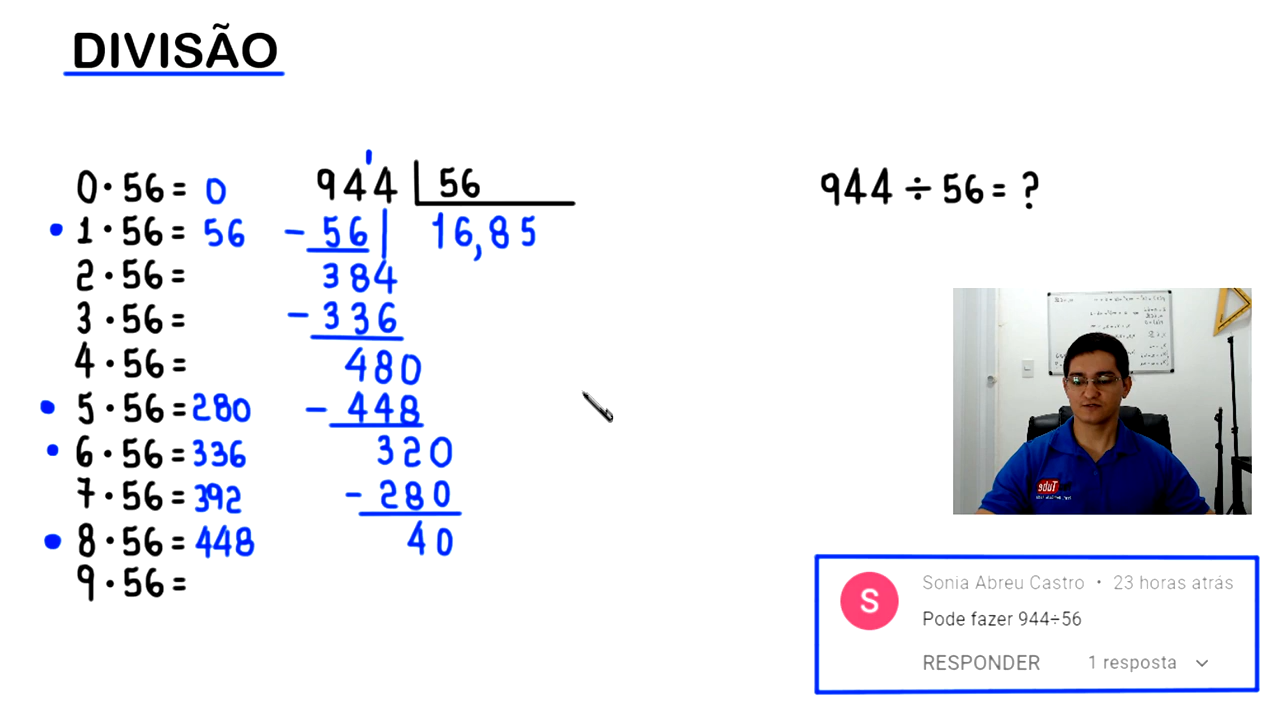 DIVISÃO
0 · 56 = 0
1 · 56 = 56
2 · 56 =
3 · 56 =
4 · 56 =
5 · 56 = 280
6 · 56 = 336
7 · 56 = 392
8 · 56 = 448
9 · 56 =
944 56
- 56 16,85
384
- 336
480
- 448
320
- 280
40
944 ÷ 56 = ?
Sonia Abreu Castro • 23 horas atrás
S
Pode fazer 944÷56
RESPONDER 1 resposta